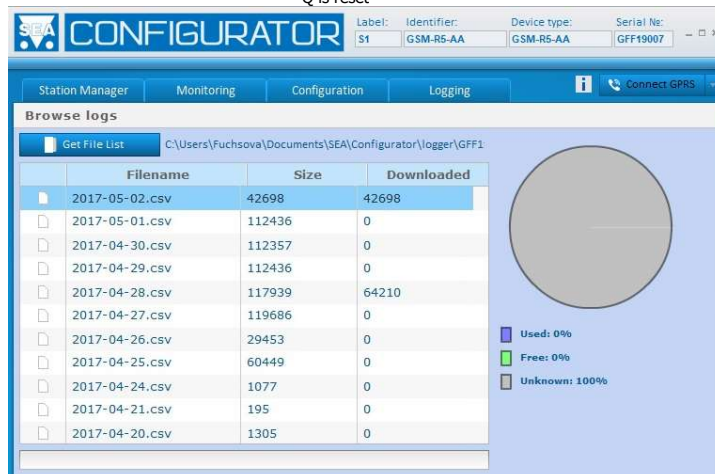 Q is reset
SEA CONFIGURATOR
Label: Identifier: Device type: Serial №:
S1 GSM-R5-AA GSM-R5-AA GFF19007
Station Manager Monitoring Configuration Logging i Connect GPRS
Browse logs
Get File List C:\Users\Fuchsova\Documents\SEA\Configurator\logger\GFF1
Filename Size Downloaded
2017-05-02.csv 42698 42698
2017-05-01.csv 112436 0
2017-04-30.csv 112357 0
2017-04-29.csv 112436 0
2017-04-28.csv 117939 64210
2017-04-27.csv 119686 0
2017-04-26.csv 29453 0
2017-04-25.csv 60449 0
2017-04-24.csv 1077 0
2017-04-21.csv 195 0
2017-04-20.csv 1305 0
Used: 0%
Free: 0%
Unknown: 100%